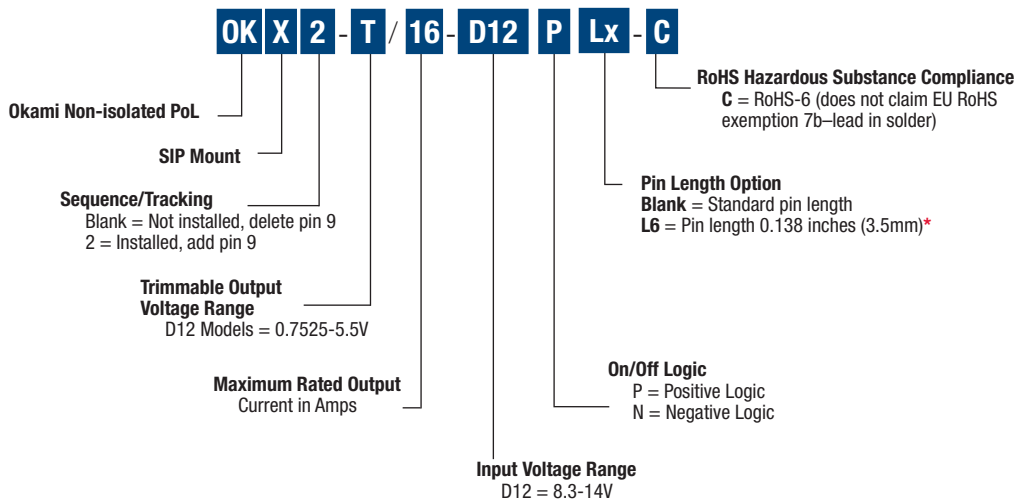 OK X 2 - T / 16 - D12 P Lx - C
RoHS Hazardous Substance Compliance
C = RoHS-6 (does not claim EU RoHS
exemption 7b–lead in solder)
Okami Non-isolated PoL
SIP Mount
Pin Length Option
Blank = Standard pin length
L6 = Pin length 0.138 inches (3.5mm)*
Sequence/Tracking
Blank = Not installed, delete pin 9
2 = Installed, add pin 9
Trimmable Output
Voltage Range
D12 Models = 0.7525-5.5V
On/Off Logic
P = Positive Logic
N = Negative Logic
Maximum Rated Output
Current in Amps
Input Voltage Range
D12 = 8.3-14V